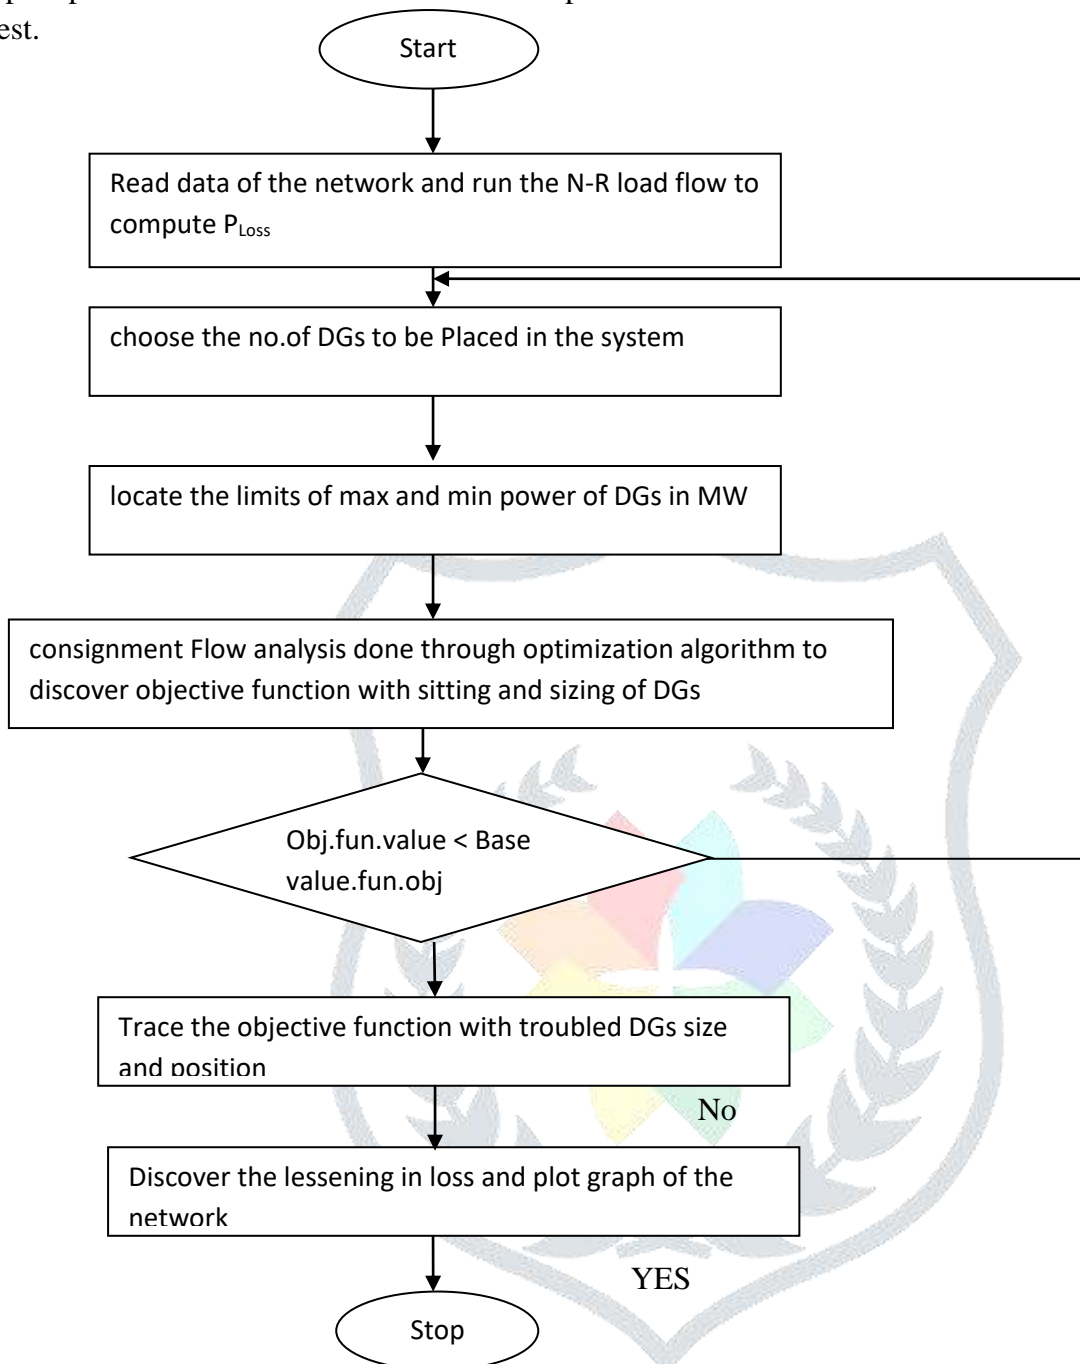 est.
Start
Read data of the network and run the N-R load flow to
compute PLoss
choose the no.of DGs to be Placed in the system
locate the limits of max and min power of DGs in MW
consignment Flow analysis done through optimization algorithm to
discover objective function with sitting and sizing of DGs
Obj.fun.value < Base
value.fun.obj
Trace the objective function with troubled DGs size
and position
No
Discover the lessening in loss and plot graph of the
network
YES
Stop